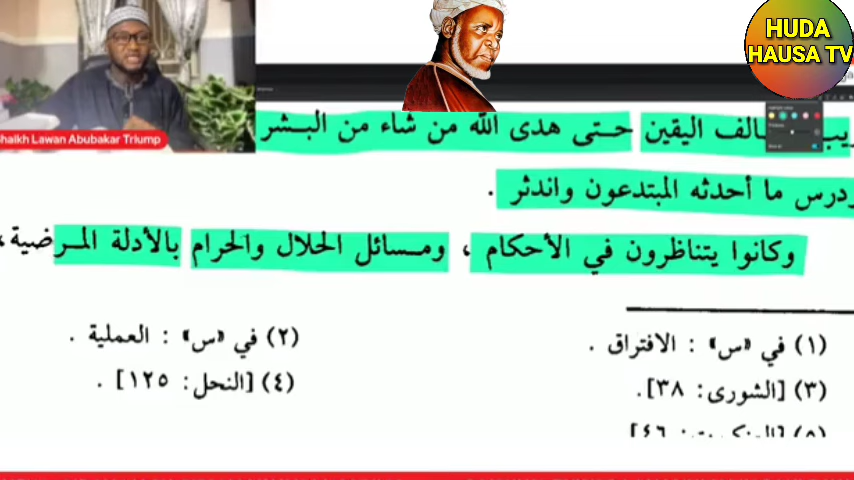 HUDA
HAUSA TV
Shaikh Lawan Abubakar Triump
اليقين حتى هدى الله من شاء من البشر
ودرس ما أحدثه المبتدعون واندثر .
وكانوا يتناظرون في الأحكام ، ومسائل الحلال والحرام بالأدلة المرضية ،
(١) في «س» : الافتراق .
(٢) في «س» : العملية .
(٣) [الشورى: ٣٨].
(٤) [النحل: ١٢٥] .